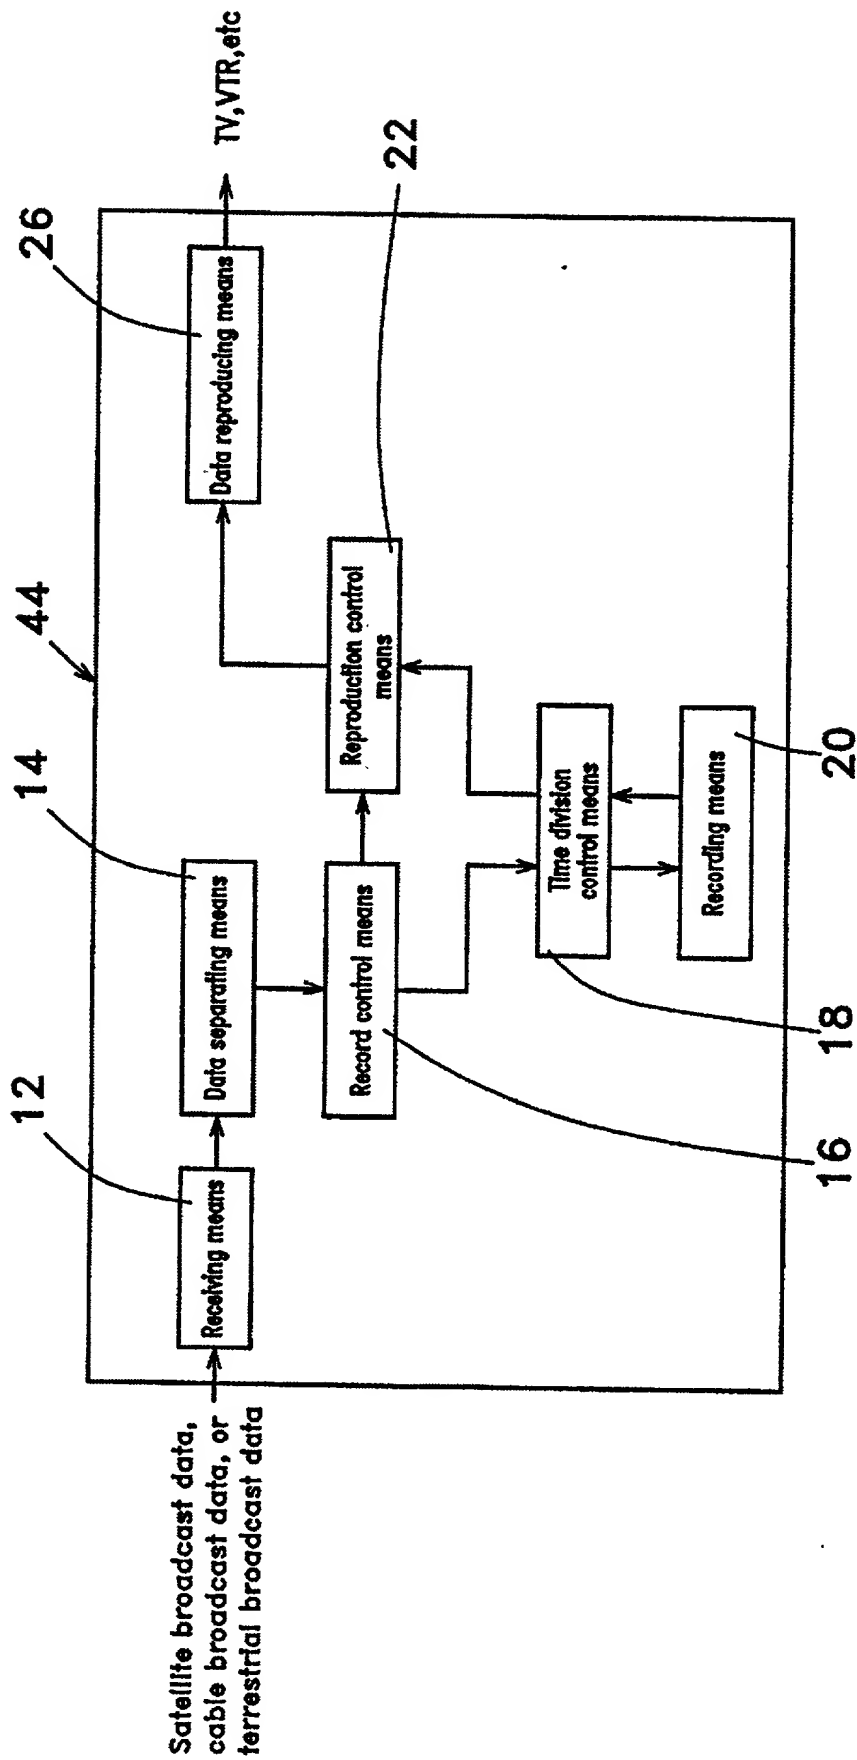 44
12
14
26
Satellite broadcast data,
cable broadcast data, or
terrestrial broadcast data
Receiving means
Data separating means
Data reproducing means
TV,VTR,etc
Record control means
Reproduction control
means
22
Time division
control means
Recording means
16
18
20